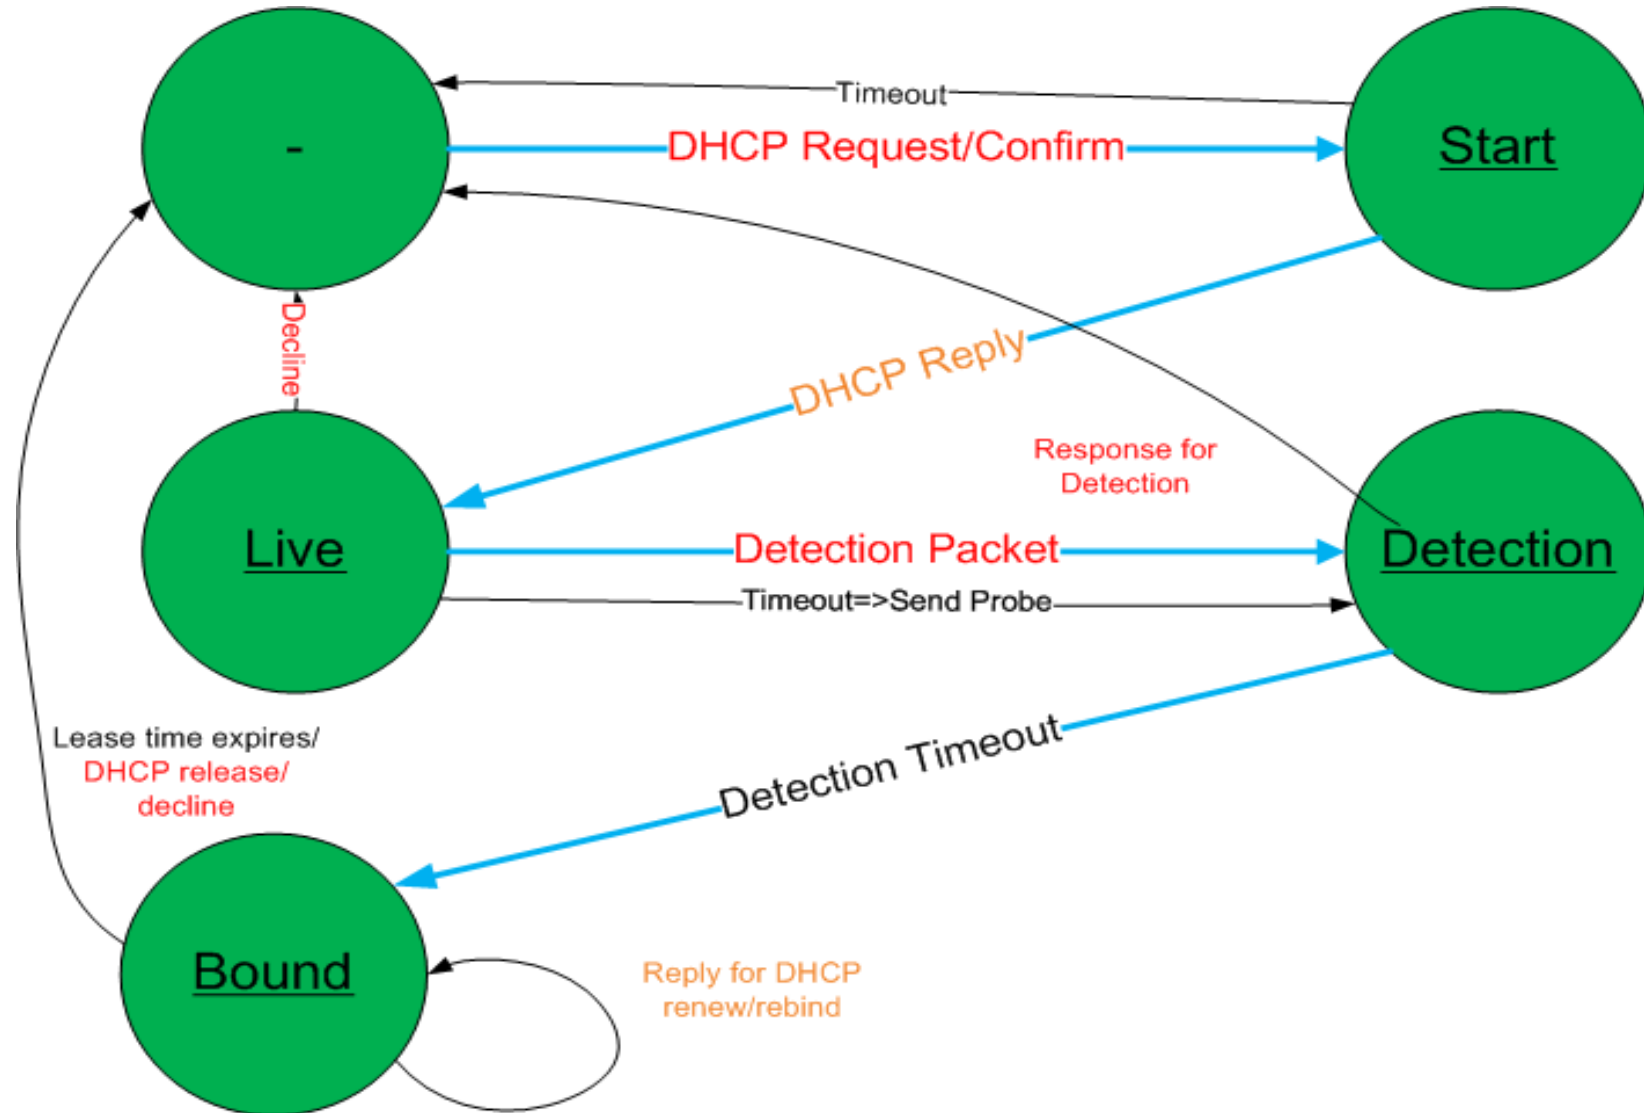 Timeout
-
DHCP Request/Confirm
Start
Decline
DHCP Reply
Response for
Detection
Live
Detection Packet
Detection
Timeout=>Send Probe
Lease time expires/
DHCP release/
decline
Detection Timeout
Bound
Reply for DHCP
renew/rebind